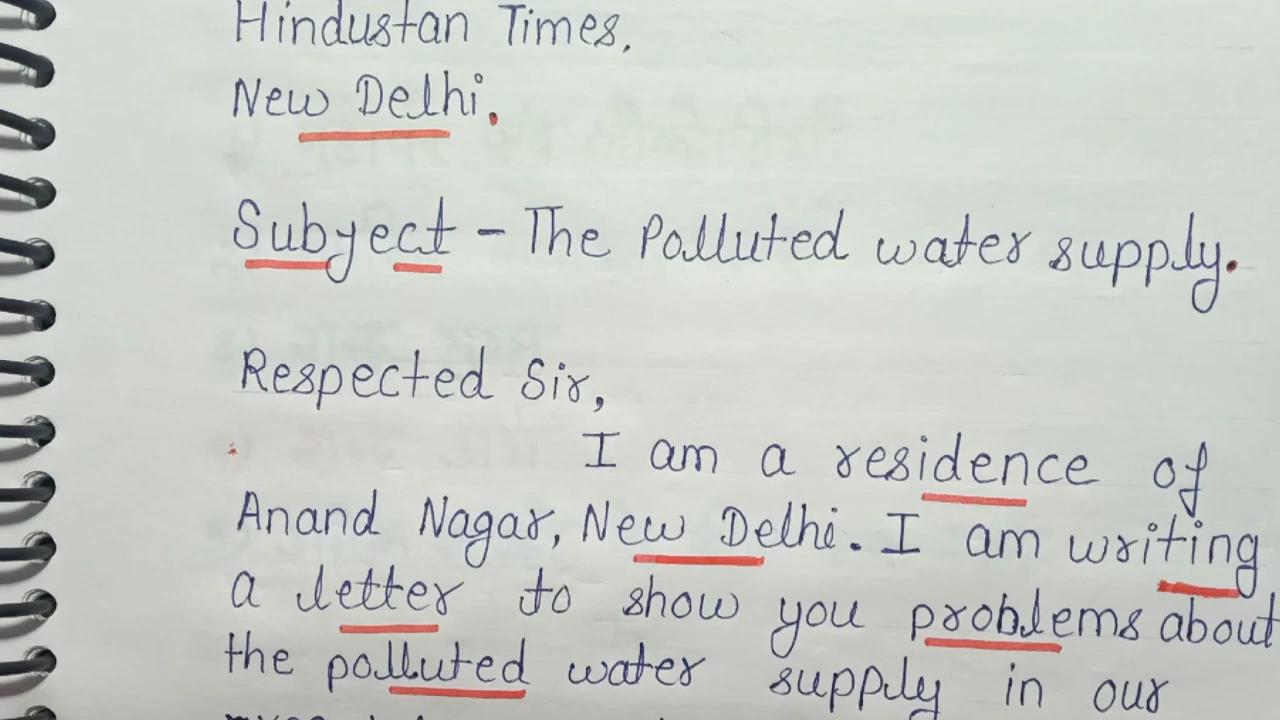 Hindustan Times,
New Delhi.
Subyect - The Polluted water supply.
Respected Sir,
I am a residence of
Anand Nagar, New Delhi. I am writing
a letter to show you problems about
the polluted water supply in our